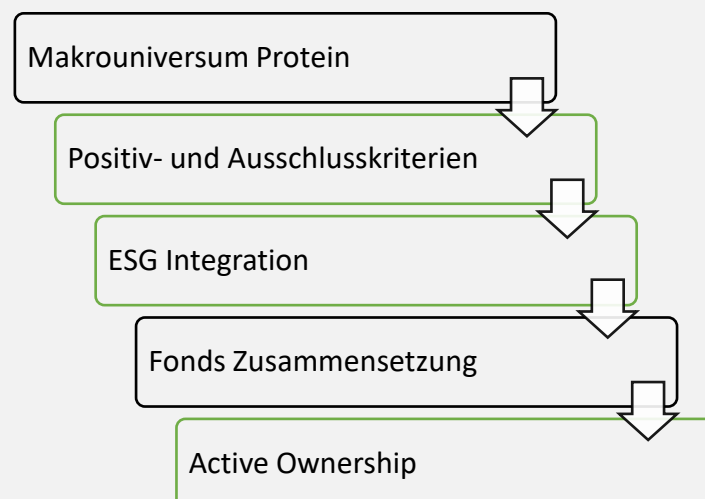 Makrouniversum Protein
Positiv- und Ausschlusskriterien
ESG Integration
Fonds Zusammensetzung
Active Ownership